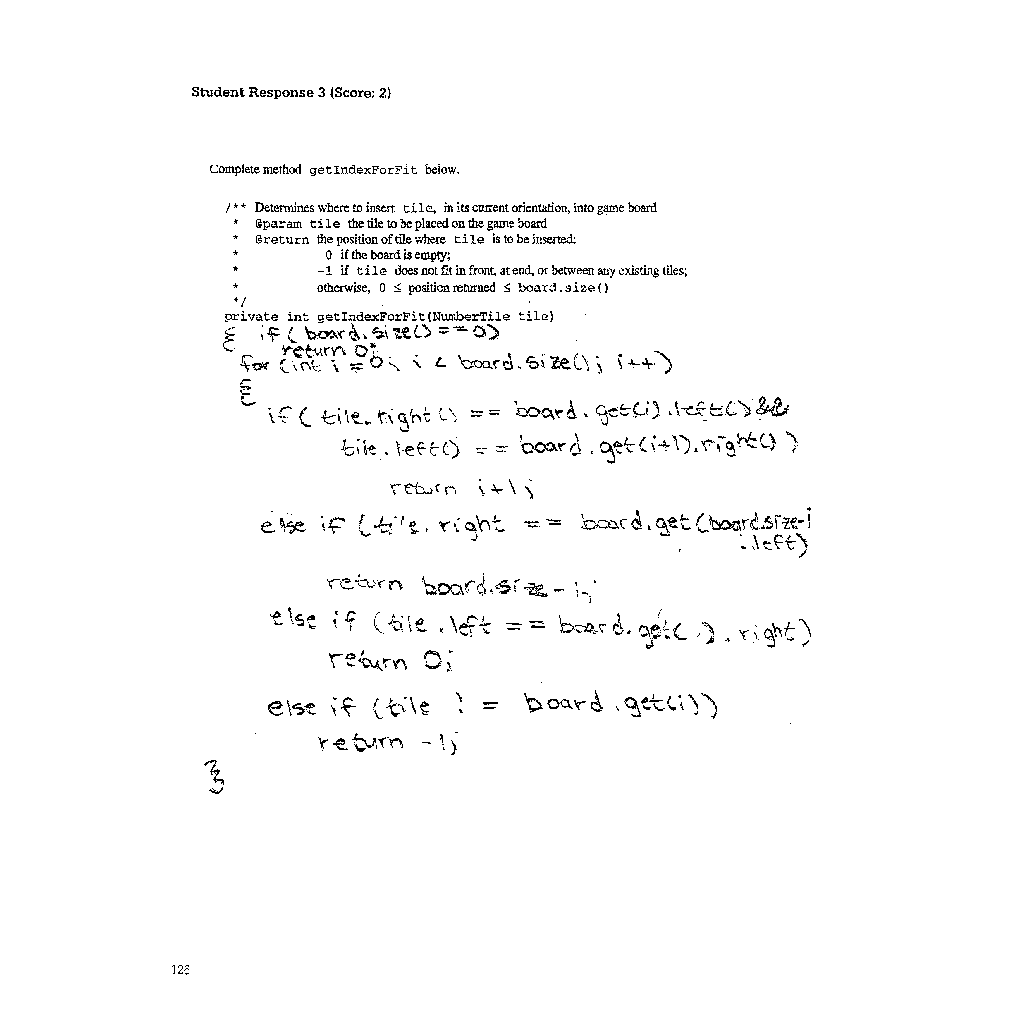 Student Response 3 (Score: 2)
Complete method getIndexForFit below.
/** Determines where to insert tile, in its current orientation, into game board
* @param tile the tile to be placed on the game board
* @return the position of tile where tile is to be inserted:
* 0 if the board is empty;
* -1 if tile does not fit in front, at end, or between any existing tiles;
* otherwise, 0 ≤ position returned ≤ board.size()
*/
private int getIndexForFit(NumberTile tile)
{ if ( board.size() == 0)
return 0;
for (int i = 0; i < board.size(); i++)
{
if ( tile.right () == board.get(i).left() &&
tile.left() == board.get(i+1).right() )
return i+1;
else if (tile.right == board.get(board.size-1
.left)
return board.size-1;
else if (tile.left == board.get( ).right)
return 0;
else if (tile != board.get(i))
return -1;
}
}